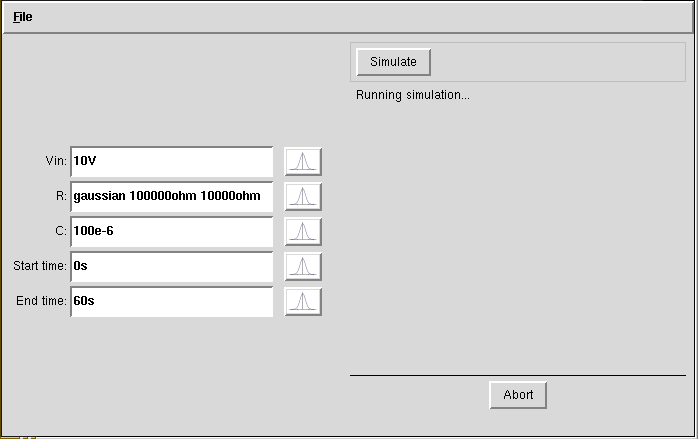 File
Simulate
Running simulation...
Vin: 10V
R: gaussian 100000ohm 10000ohm
C: 100e-6
Start time: 0s
End time: 60s
Abort